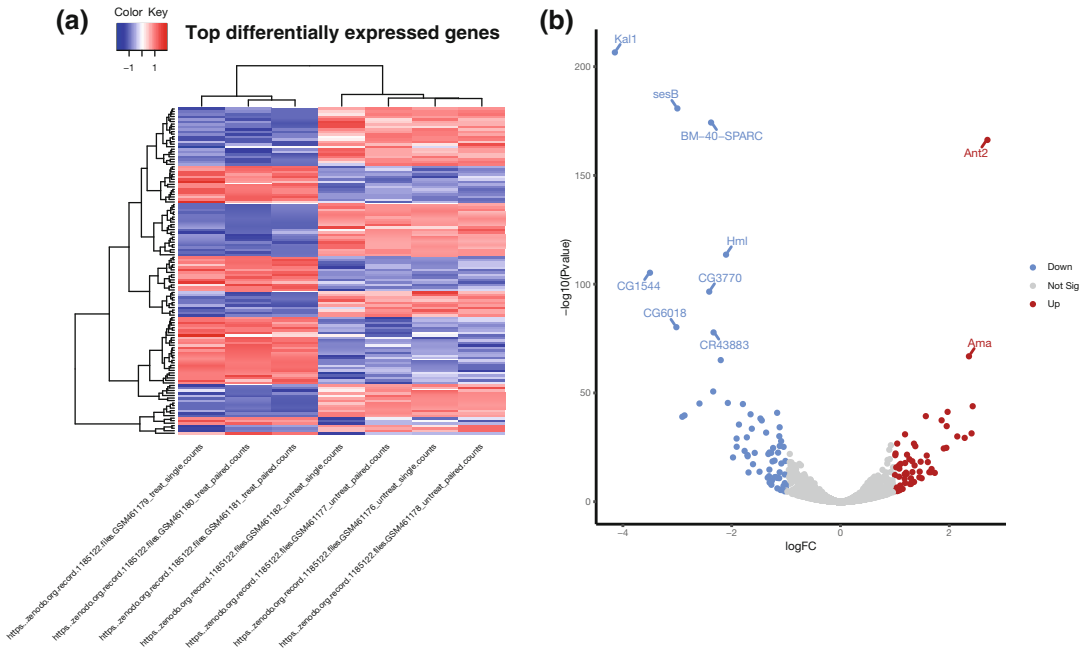 (a)
Color Key
−1 1
Top differentially expressed genes
https...zenodo.org.record.1185122.files.GSM461179_treat_single.counts
https...zenodo.org.record.1185122.files.GSM461180_treat_paired.counts
https...zenodo.org.record.1185122.files.GSM461181_treat_paired.counts
https...zenodo.org.record.1185122.files.GSM461182_untreat_single.counts
https...zenodo.org.record.1185122.files.GSM461177_untreat_paired.counts
https...zenodo.org.record.1185122.files.GSM461176_untreat_single.counts
https...zenodo.org.record.1185122.files.GSM461178_untreat_paired.counts
(b)
−log10(Pvalue)
200
150
100
50
0
Kal1
sesB
BM−40−SPARC
Ant2
Hml
CG1544
CG3770
CG6018
CR43883
Ama
−4 −2 0 2
logFC
Down
Not Sig
Up